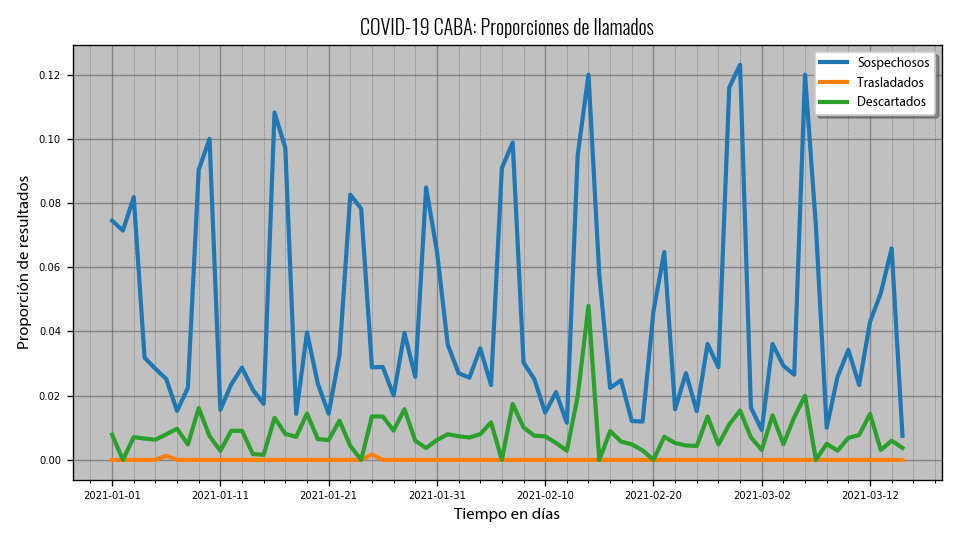 COVID-19 CABA: Proporciones de llamados
Sospechosos
Trasladados
Descartados
Proporción de resultados
0.12
0.10
0.08
0.06
0.04
0.02
0.00
2021-01-01 2021-01-11 2021-01-21 2021-01-31 2021-02-10 2021-02-20 2021-03-02 2021-03-12
Tiempo en días